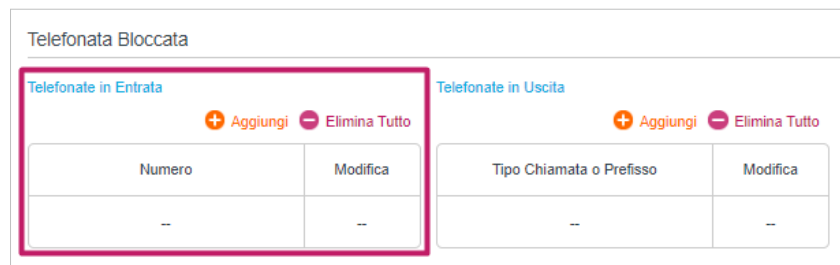 Telefonata Bloccata
Telefonate in Entrata
Aggiungi Elimina Tutto
Numero Modifica
-- --
Telefonate in Uscita
Aggiungi Elimina Tutto
Tipo Chiamata o Prefisso Modifica
-- --